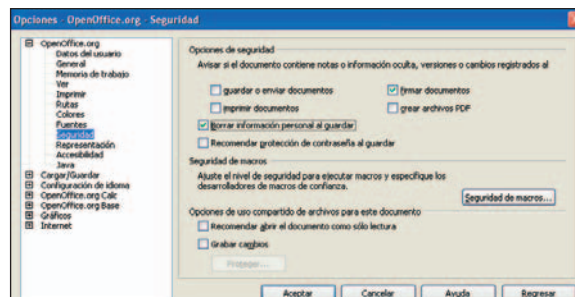 Opciones - OpenOffice.org - Seguridad
OpenOffice.org
Datos del usuario
General
Memoria de trabajo
Ver
Imprimir
Rutas
Colores
Fuentes
Seguridad
Representación
Accesibilidad
Java
Cargar/Guardar
Configuración de idioma
OpenOffice.org Calc
OpenOffice.org Base
Gráficos
Internet
Opciones de seguridad
Avisar si el documento contiene notas o información oculta, versiones o cambios registrados al
guardar o enviar documentos
firmar documentos
imprimir documentos
crear archivos PDF
Borrar información personal al guardar
Recomendar protección de contraseña al guardar
Seguridad de macros
Ajuste el nivel de seguridad para ejecutar macros y especifique los
desarrolladores de macros de confianza.
Seguridad de macros...
Opciones de uso compartido de archivos para este documento
Recomendar abrir el documento como sólo lectura
Grabar cambios
Proteger...
Aceptar
Cancelar
Ayuda
Regresar